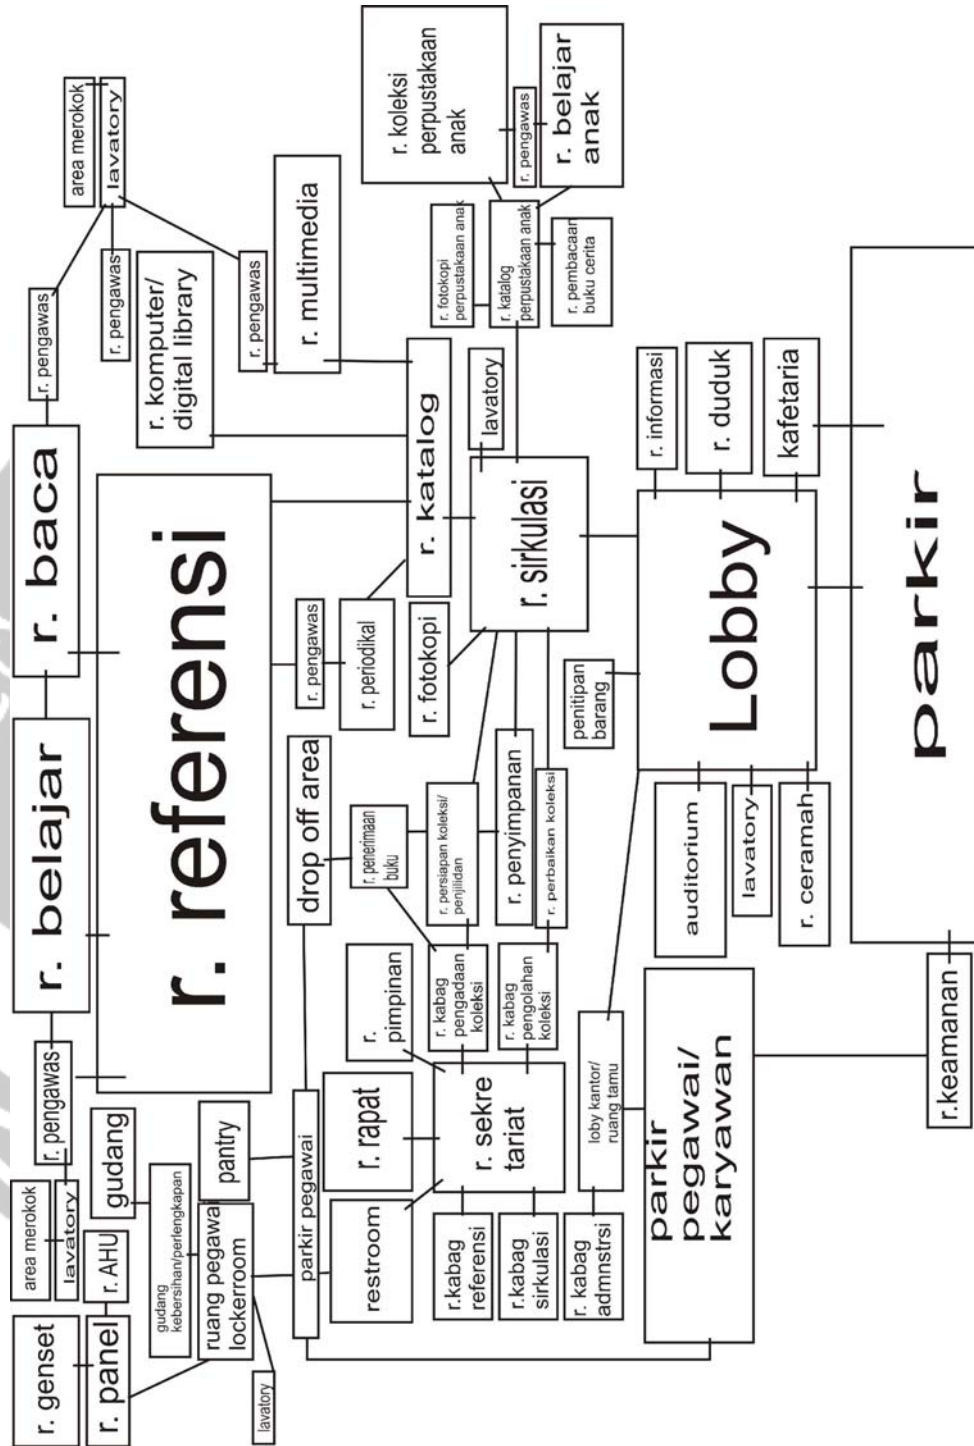 r. genset
area merokok
r. pengawas
r. belajar
r. baca
r. pengawas
area merokok
lavatory
lavatory
r. panel
r. AHU
gudang
r. pengawas
r. komputer/
digital library
gudang
kebersihan/perlengkapan
r. referensi
ruang pegawai
lockerroom
pantry
lavatory
r. pengawas
r. multimedia
parkir pegawai
drop off area
r. pengawas
r. periodikal
restroom
r. rapat
r.
pimpinan
r. penerimaan
buku
r. koleksi
perpustakaan
anak
r. fotokopi
r. katalog
r. fotokopi
perpustakaan anak
r. kabag
pengadaan
koleksi
r. persiapan koleksi/
penjilidan
r.kabag
referensi
r. sekre
tariat
lavatory
r. katalog
perpustakaan anak
r. pengawas
r.kabag
sirkulasi
r. kabag
pengolahan
koleksi
r. penyimpanan
r. sirkulasi
r. perbaikan koleksi
r. pembacaan
buku cerita
r. belajar
anak
r. kabag
admnstrsi
loby kantor/
ruang tamu
penitipan
barang
r. informasi
parkir
pegawai/
karyawan
auditorium
Lobby
r. duduk
lavatory
r. ceramah
kafetaria
r.keamanan
parkir